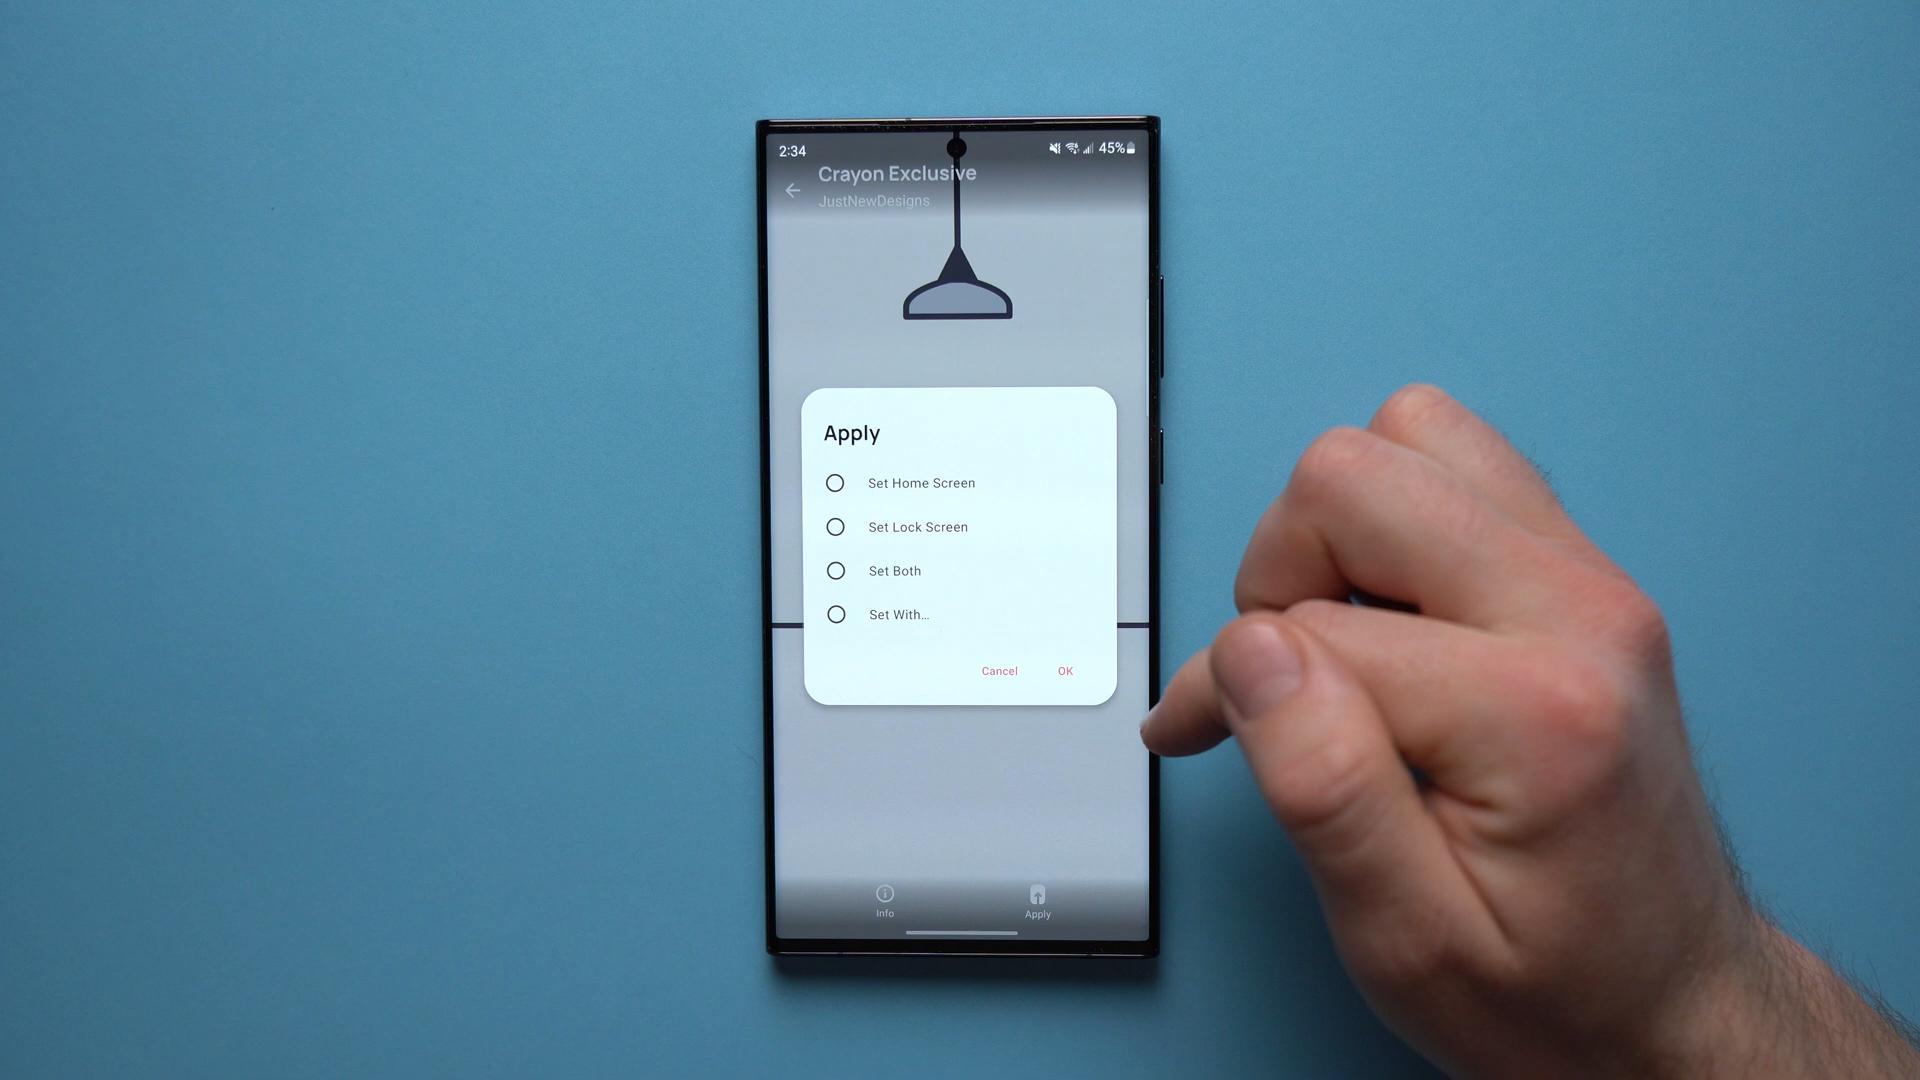 2:34
45%
Crayon Exclusive
JustNewDesigns
Apply
Set Home Screen
Set Lock Screen
Set Both
Set With...
Cancel OK
Info Apply